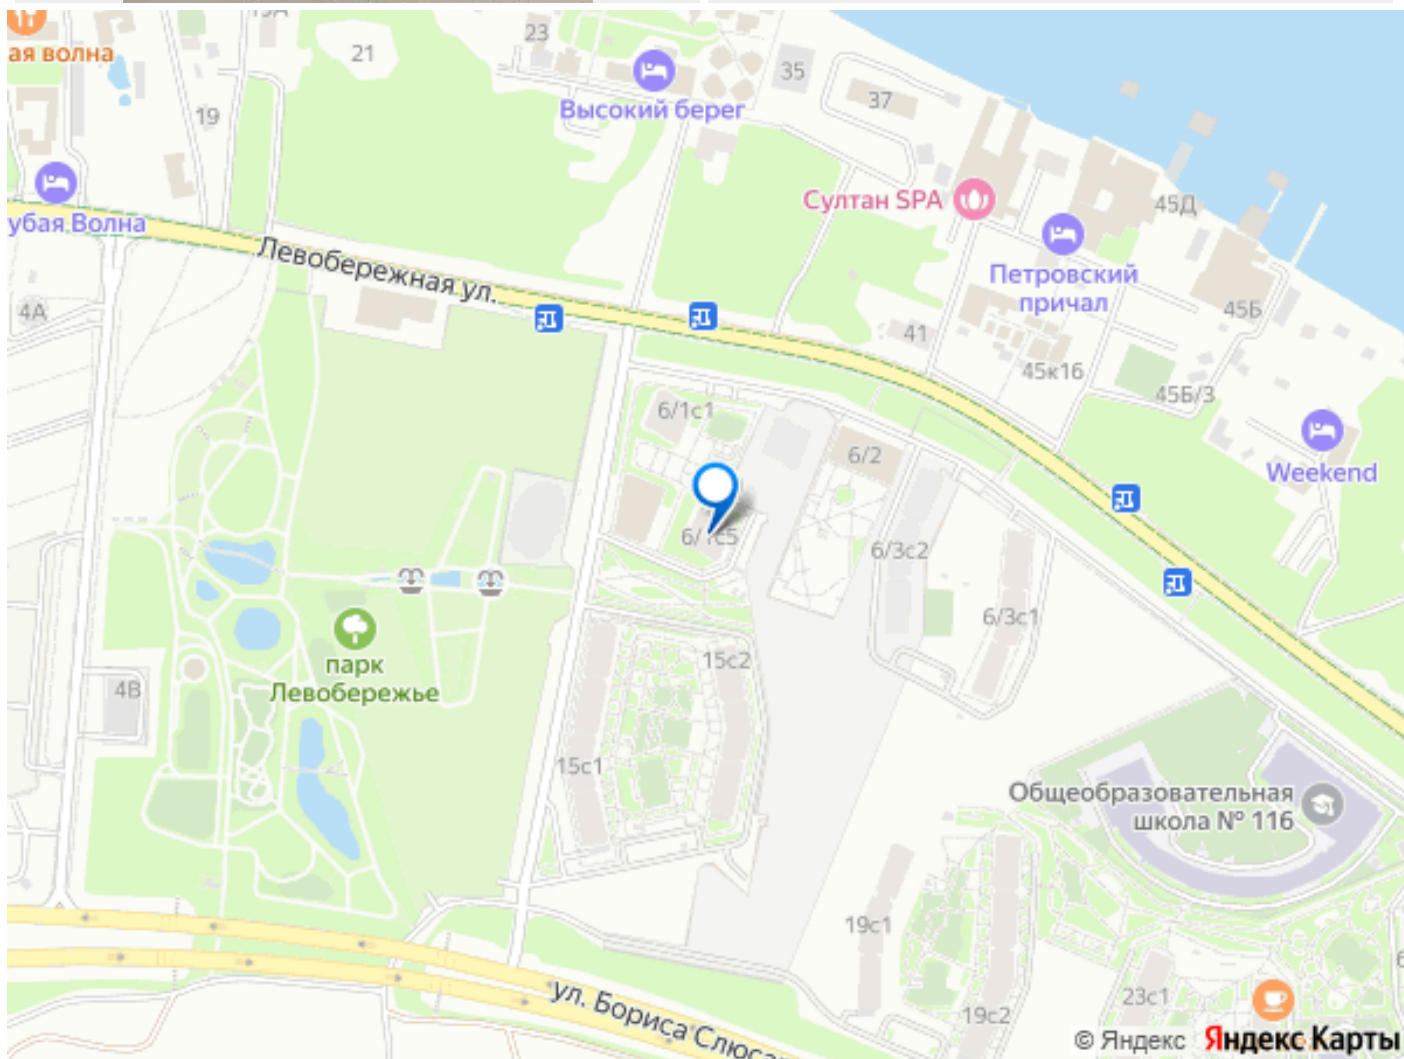 23
21
ая волна
35
Высокий берег
37
19
Султан SPA
45Д
убая Волна
Левобережная ул.
Петровский
причал
4А
45Б
41
45к16
45Б/3
6/1с1
6/2
Weekend
6/1с5
6/3с2
6/3с1
парк
Левобережье
15с2
4В
15с1
Общеобразовательная
школа № 116
19с1
23с1
ул. Бориса Слюса
19с2
© Яндекс Яндекс Карты